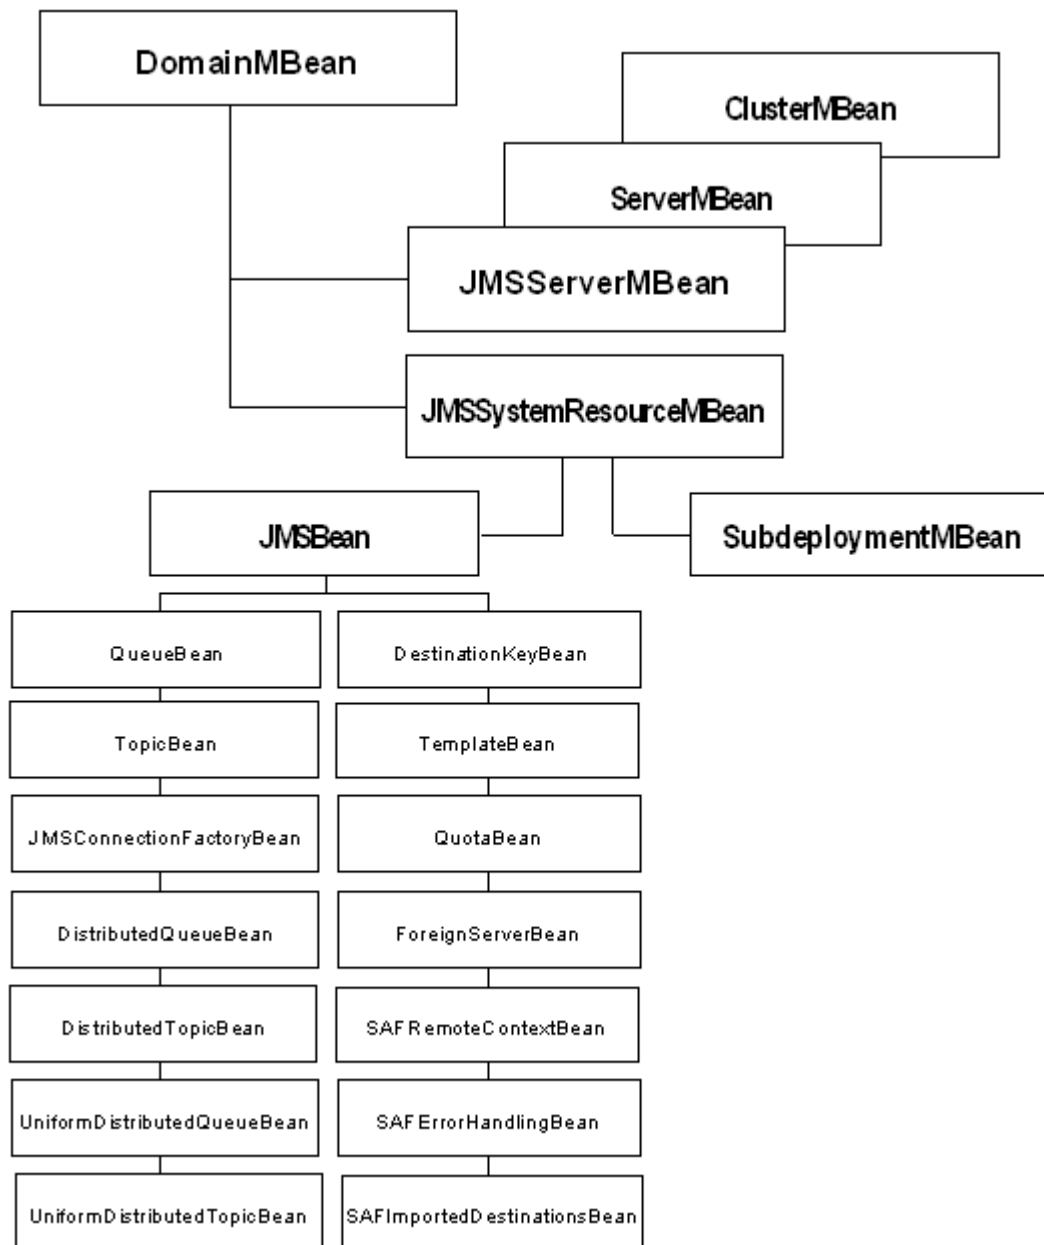 DomainMBean
ClusterMBean
ServerMBean
JMSServerMBean
JMSSystemResourceMBean
JMSBean
SubdeploymentMBean
QueueBean
DestinationKeyBean
TopicBean
TemplateBean
JMSConnectionFactoryBean
QuotaBean
DistributedQueueBean
ForeignServerBean
DistributedTopicBean
SAFRemoteContextBean
UniformDistributedQueueBean
SAFErrorHandlingBean
UniformDistributedTopicBean
SAFImportedDestinationsBean